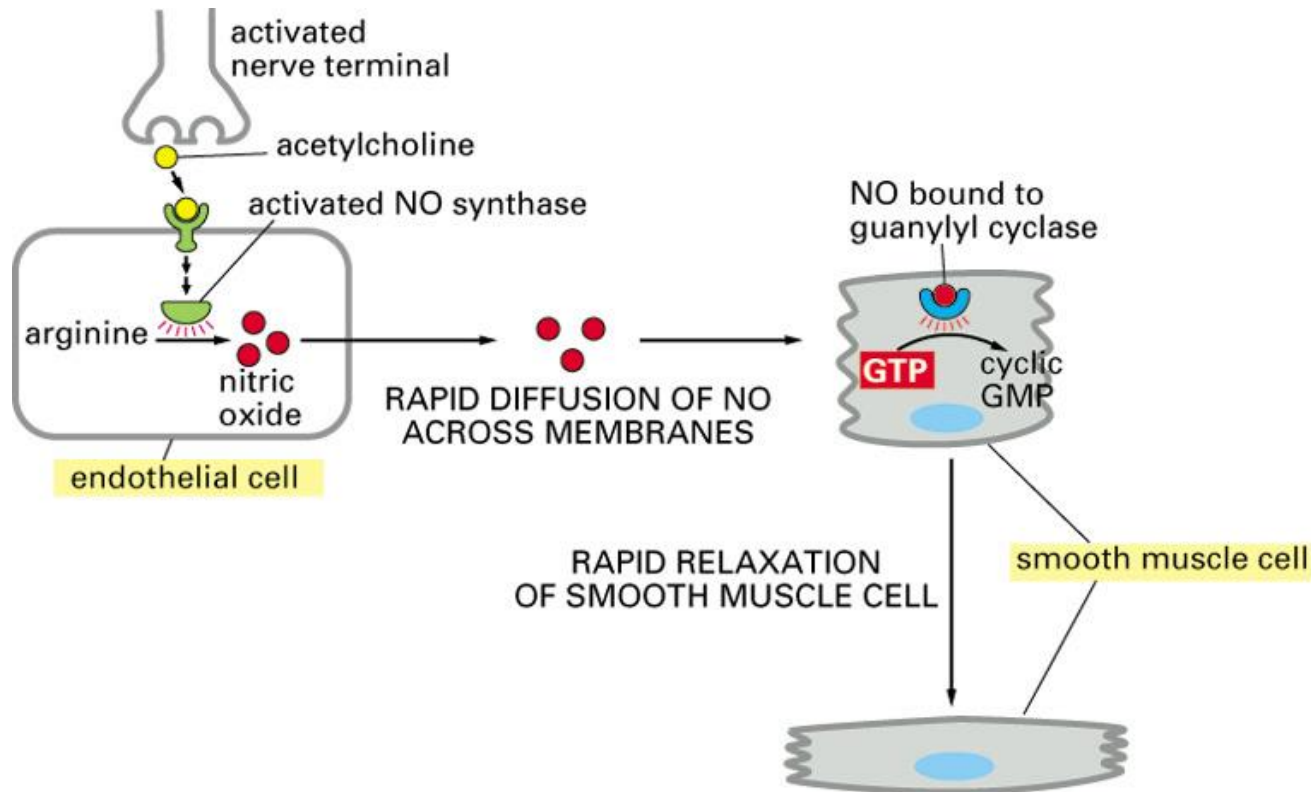 activated
nerve terminal
acetylcholine
activated NO synthase
arginine
nitric
oxide
endothelial cell
RAPID DIFFUSION OF NO
ACROSS MEMBRANES
NO bound to
guanylyl cyclase
GTP
cyclic
GMP
RAPID RELAXATION
OF SMOOTH MUSCLE CELL
smooth muscle cell